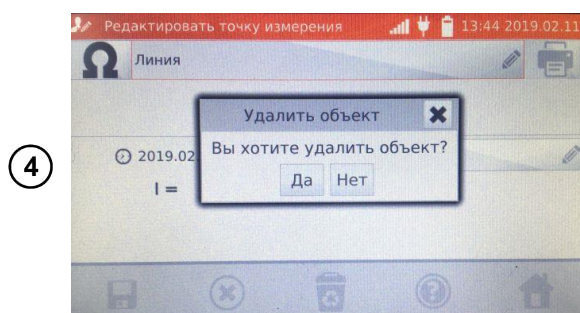 Редактировать точку измерения 13:44 2019.02.11
Ω Линия
Удалить объект
Вы хотите удалить объект?
Да Нет
4
2019.02
I =